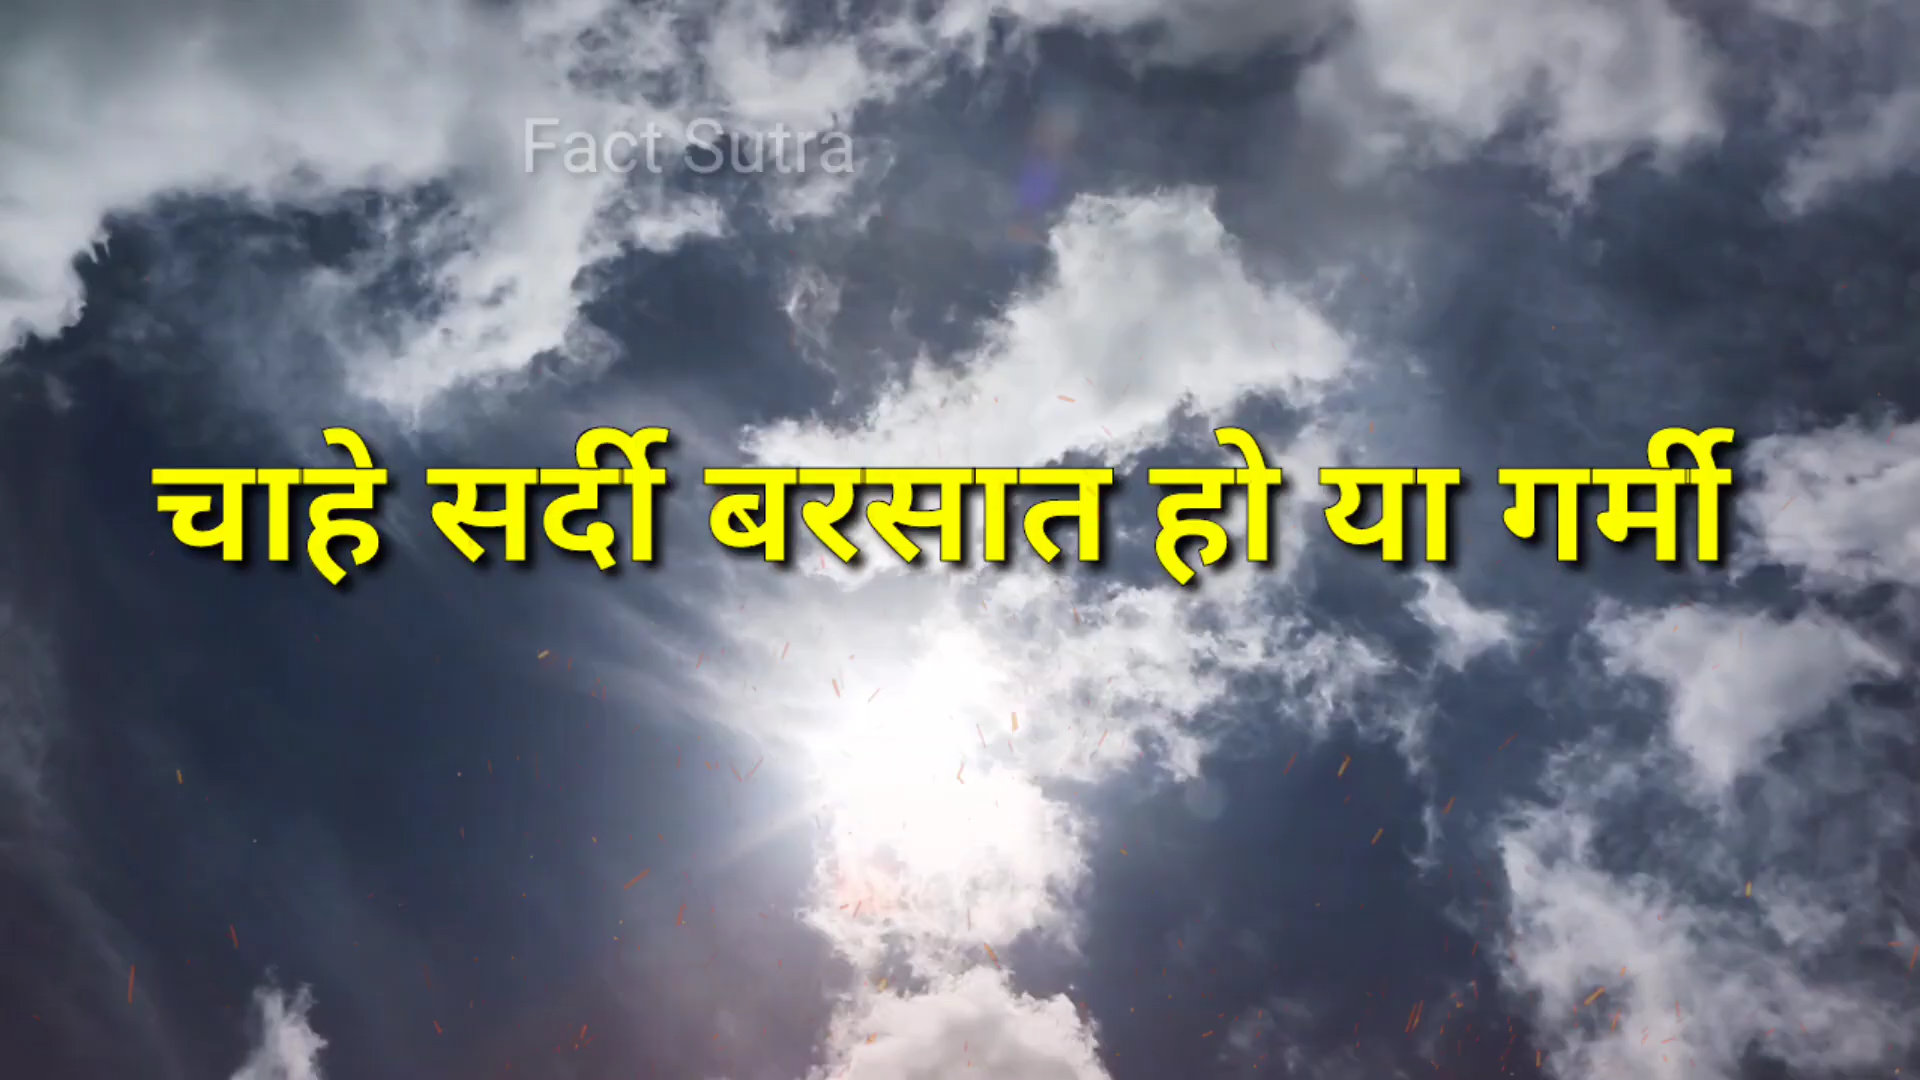 Fact Sutra
चाहे सर्दी बरसात हो या गर्मी